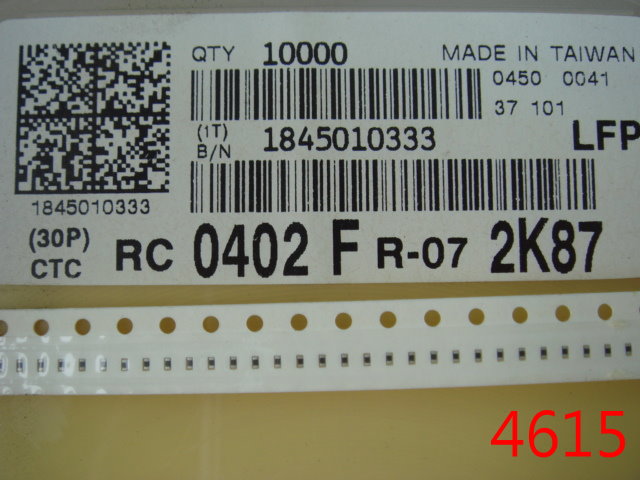 QTY 10000 MADE IN TAIWAN
0450 0041
37 101
(1T)
B/N 1845010333 LFP
1845010333
(30P)
CTC RC 0402 F R-07 2K87
4615